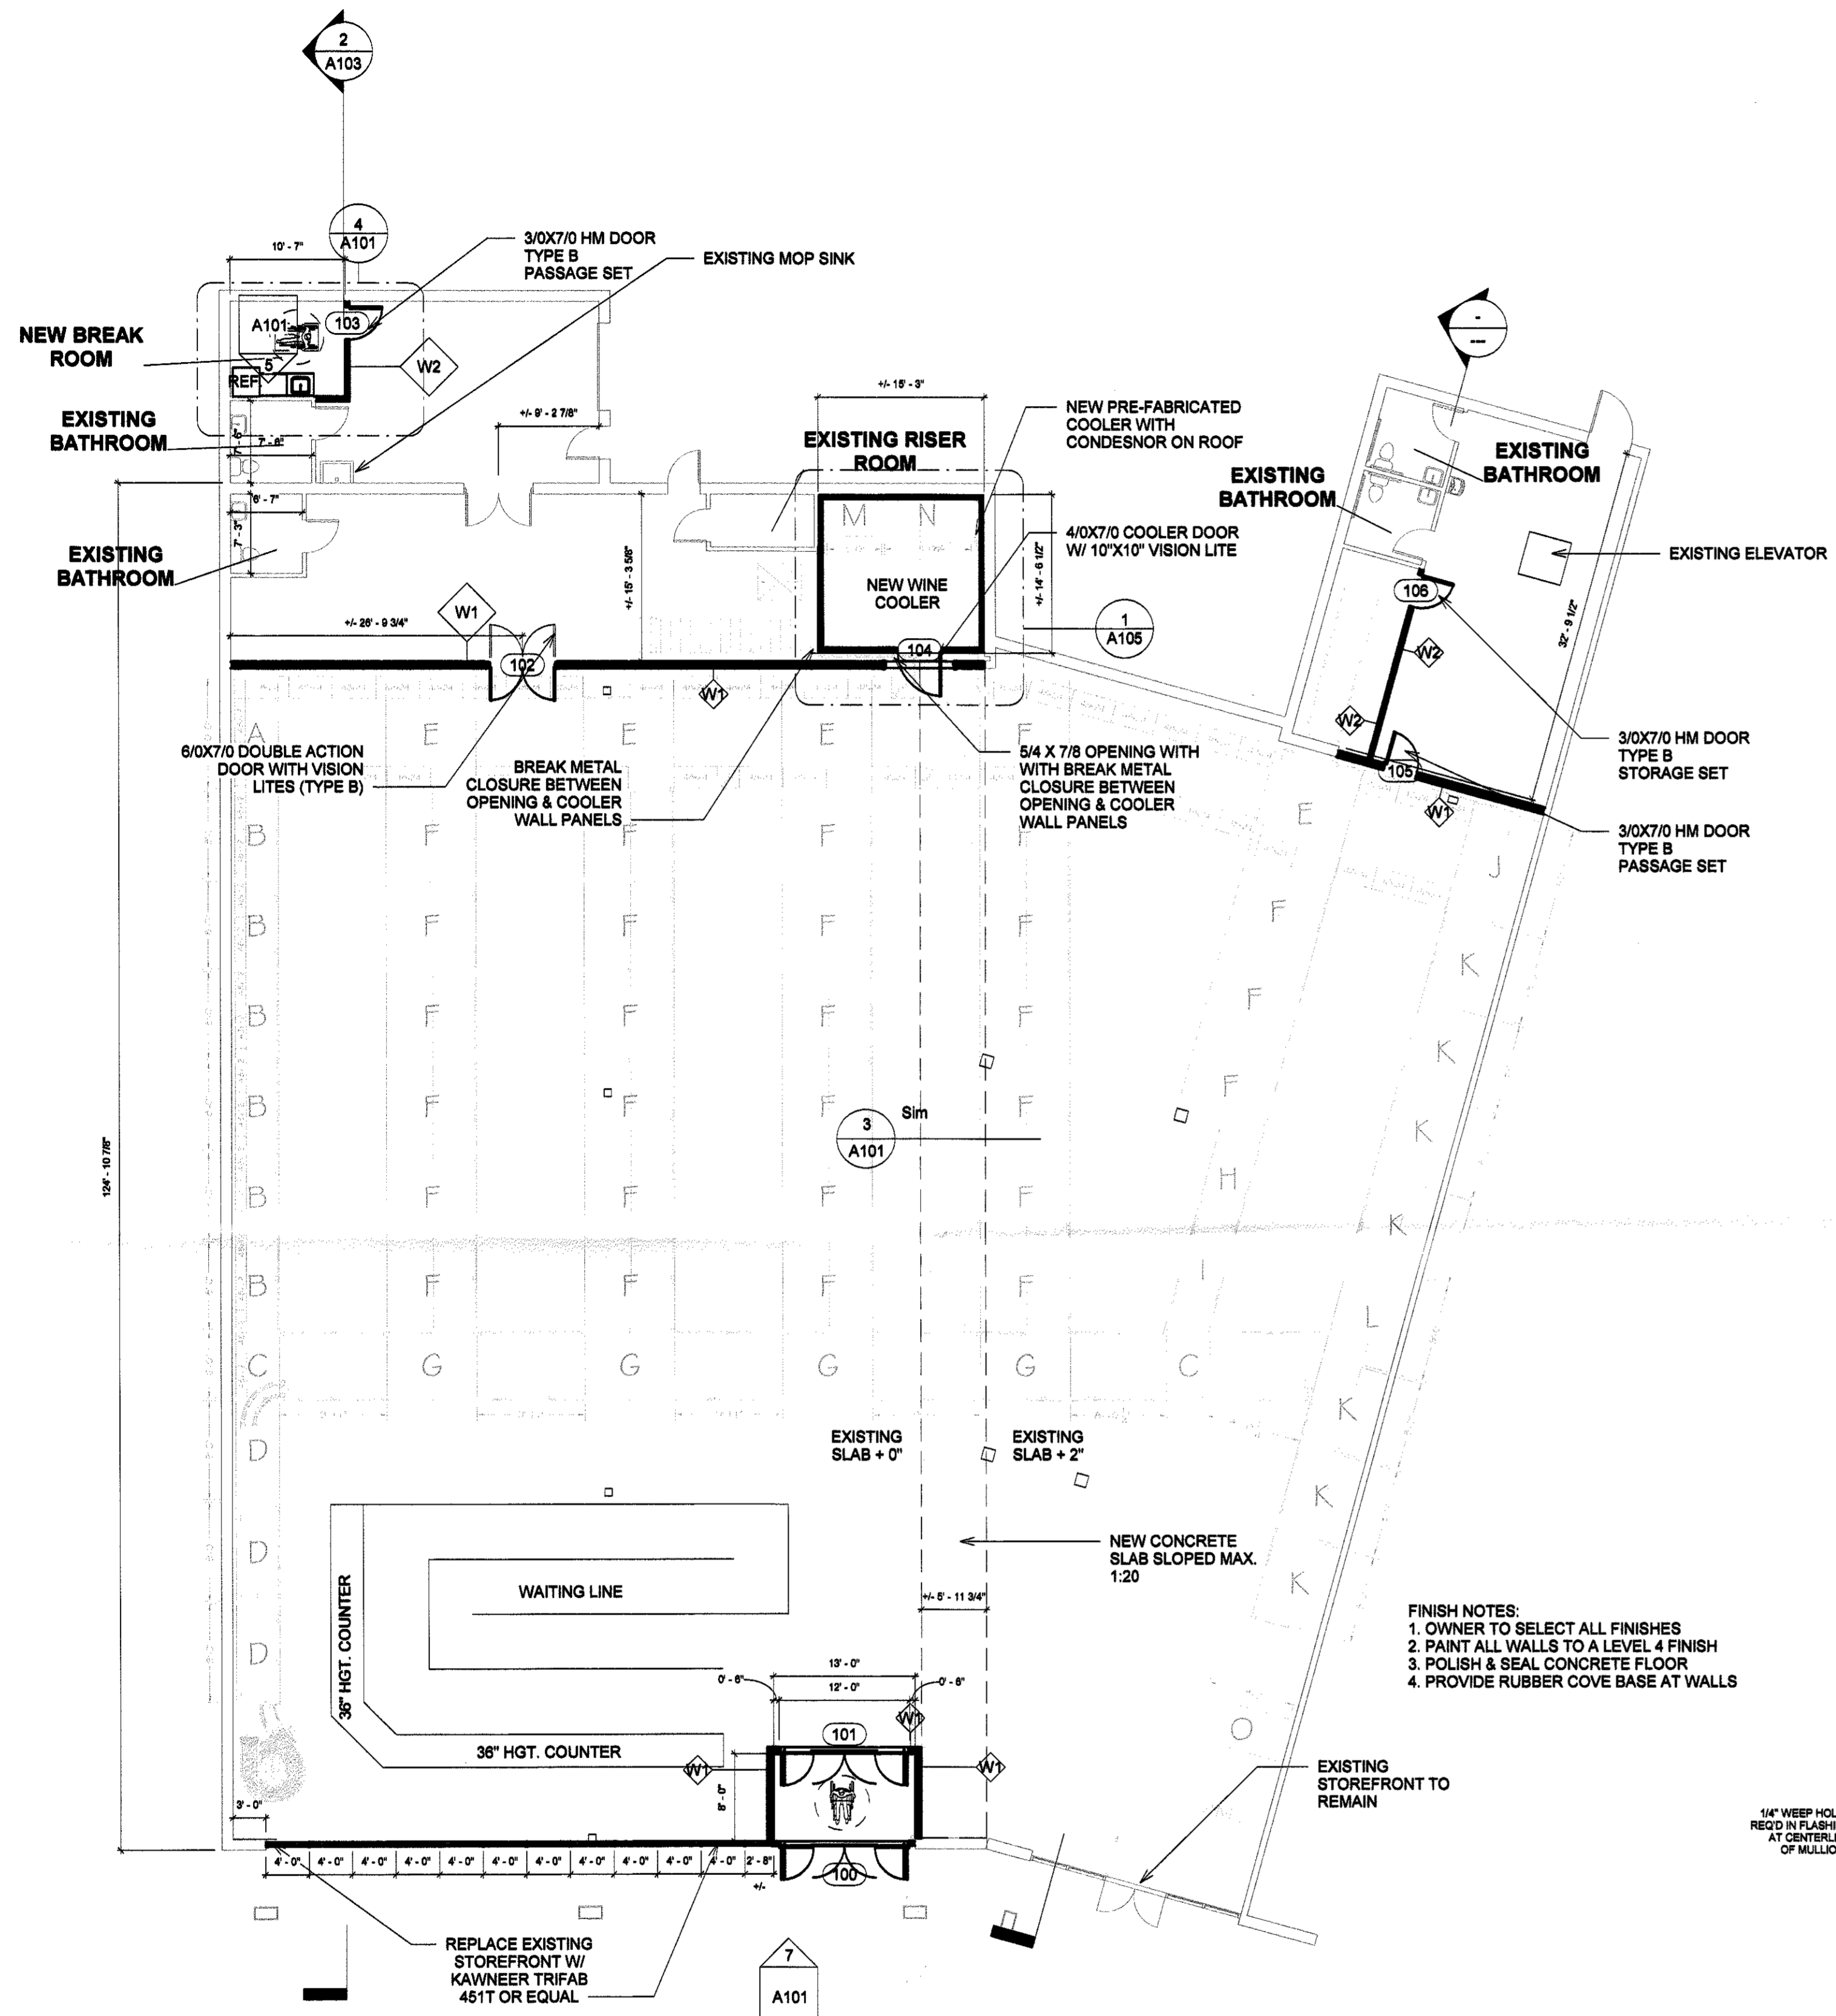 2
A103
4
A101
10' - 7"
3/0X7/0 HM DOOR
TYPE B
PASSAGE SET
EXISTING MOP SINK
NEW BREAK
ROOM
A101
103
5
REF.
W2
EXISTING
BATHROOM
7'-6"
7'-8"
+/- 9' - 2 7/8"
+/- 15' - 3"
NEW PRE-FABRICATED
COOLER WITH
CONDESNOR ON ROOF
EXISTING RISER
ROOM
-
---
EXISTING
BATHROOM
EXISTING
BATHROOM
6' - 7"
7' - 3"
EXISTING
BATHROOM
M
N
Z
4/0X7/0 COOLER DOOR
W/ 10"X10" VISION LITE
EXISTING ELEVATOR
NEW WINE
COOLER
+/- 15' - 3 5/8"
+/- 14' - 6 1/2"
W1
+/- 26' - 9 3/4"
1
A105
106
32' - 9 1/2"
102
104
W1
W2
W2
6/0X7/0 DOUBLE ACTION
DOOR WITH VISION
LITES (TYPE B)
BREAK METAL
CLOSURE BETWEEN
OPENING & COOLER
WALL PANELS
5/4 X 7/8 OPENING WITH
WITH BREAK METAL
CLOSURE BETWEEN
OPENING & COOLER
WALL PANELS
3/0X7/0 HM DOOR
TYPE B
STORAGE SET
105
W1
3/0X7/0 HM DOOR
TYPE B
PASSAGE SET
A E E E E
B F F F F E
J
B F F F F F
K
B F F F F F
K
B F F F F F
K
124' - 10 7/8"
3
A101
Sim
B F F F F H
K
B F F F F I
L
C G G G G C
K
D
EXISTING
SLAB + 0"
EXISTING
SLAB + 2"
K
D
NEW CONCRETE
SLAB SLOPED MAX.
1:20
K
WAITING LINE
36" HGT. COUNTER
+/- 5' - 11 3/4"
D
FINISH NOTES:
1. OWNER TO SELECT ALL FINISHES
2. PAINT ALL WALLS TO A LEVEL 4 FINISH
3. POLISH & SEAL CONCRETE FLOOR
4. PROVIDE RUBBER COVE BASE AT WALLS
13' - 0"
0' - 6"
12' - 0"
0' - 6"
W1
101
O
36" HGT. COUNTER
W1
W1
8' - 0"
EXISTING
STOREFRONT TO
REMAIN
3' - 0"
1/4" WEEP HOL
REQ'D IN FLASHI
AT CENTERL
OF MULLIO
4' - 0" 4' - 0" 4' - 0" 4' - 0" 4' - 0" 4' - 0" 4' - 0" 4' - 0" 4' - 0" 4' - 0" 4' - 0" 2' - 8"
+/-
100
REPLACE EXISTING
STOREFRONT W/
KAWNEER TRIFAB
451T OR EQUAL
7
A101